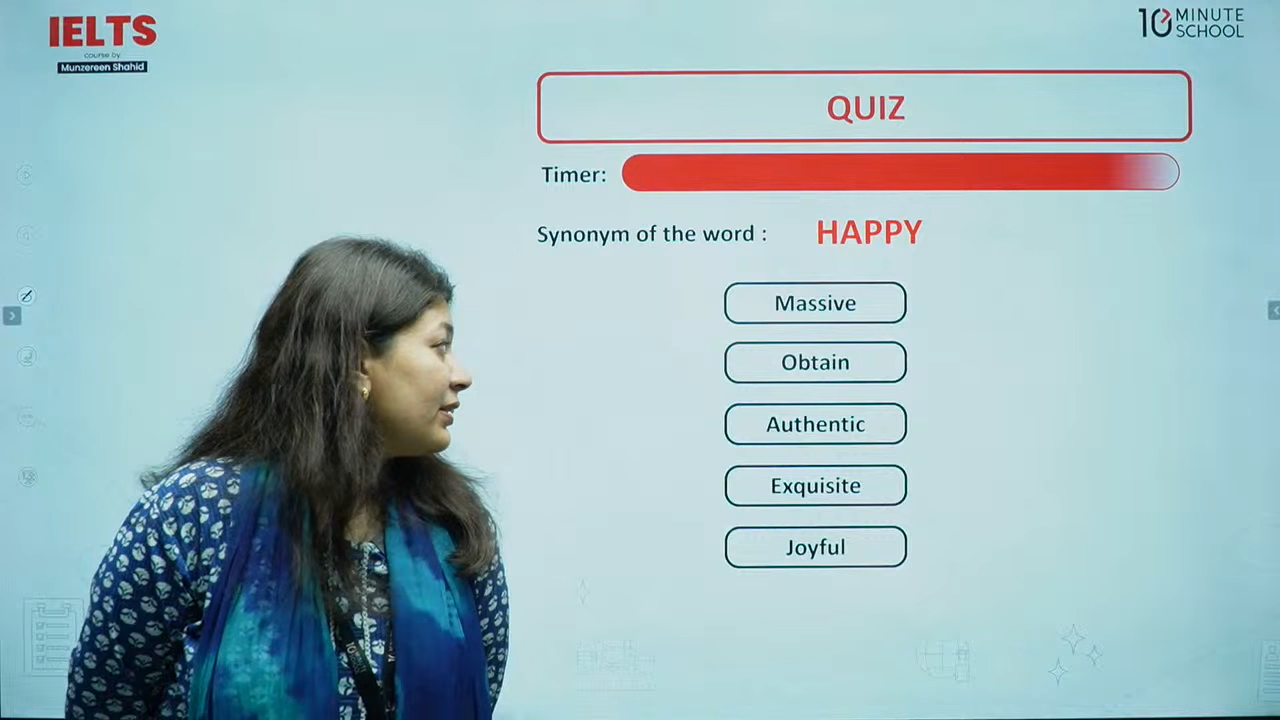 IELTS
course by
Munzereen Shahid
10 MINUTE SCHOOL
QUIZ
Timer:
Synonym of the word : HAPPY
Massive
Obtain
Authentic
Exquisite
Joyful